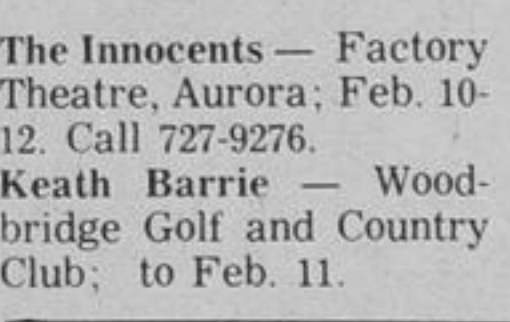 The Innocents — Factory
Theatre, Aurora; Feb. 10-
12. Call 727-9276.
Keath Barrie — Wood-
bridge Golf and Country
Club; to Feb. 11.